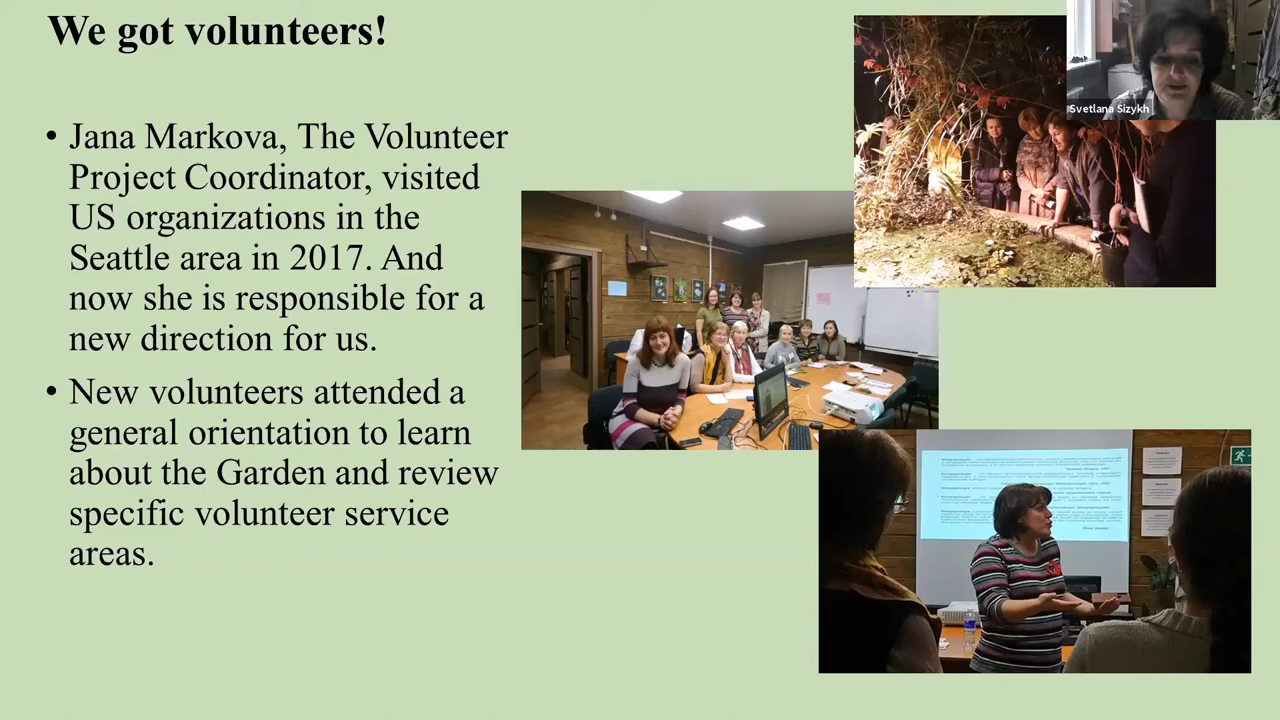 We got volunteers!
Svetlana Sizykh
• Jana Markova, The Volunteer
Project Coordinator, visited
US organizations in the
Seattle area in 2017. And
now she is responsible for a
new direction for us.
• New volunteers attended a
general orientation to learn
about the Garden and review
specific volunteer service
areas.